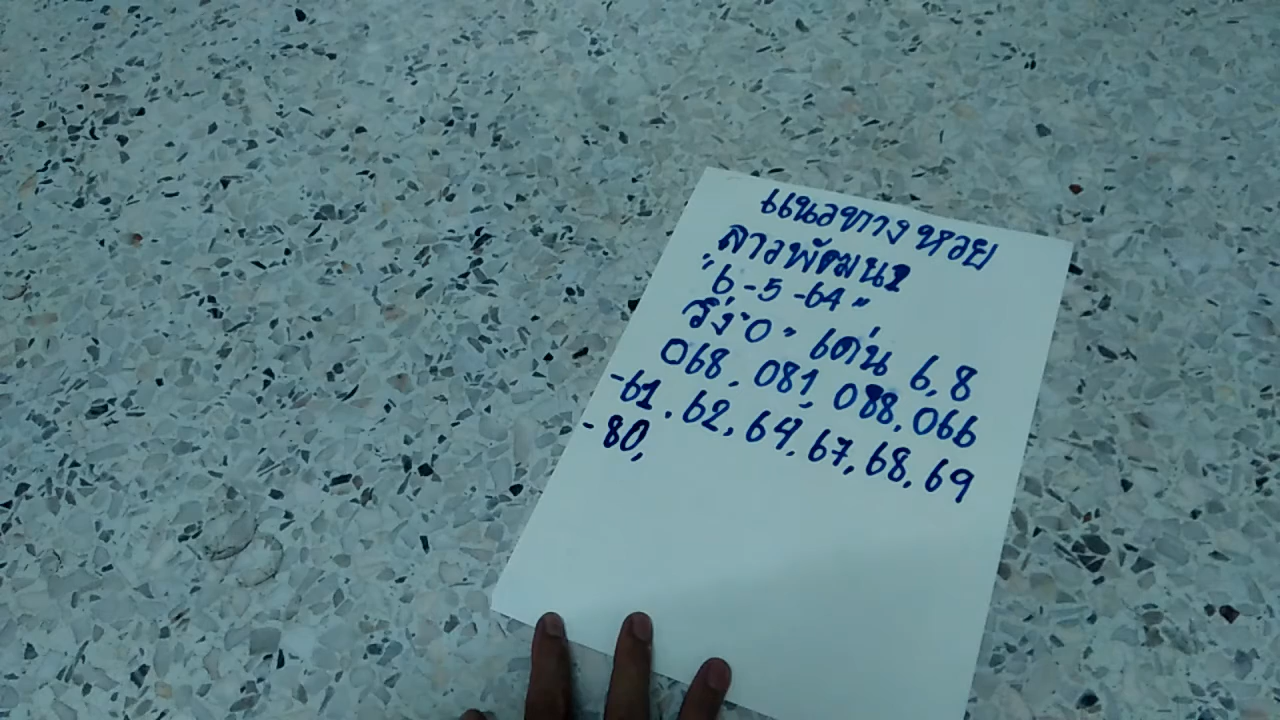 แนวทางหวย
ลาวพัฒนา
"6-5-64"
วิ่ง "0" เด่น 6,8
068, 081, 088, 066
-61, 62, 64, 67, 68, 69
-80,